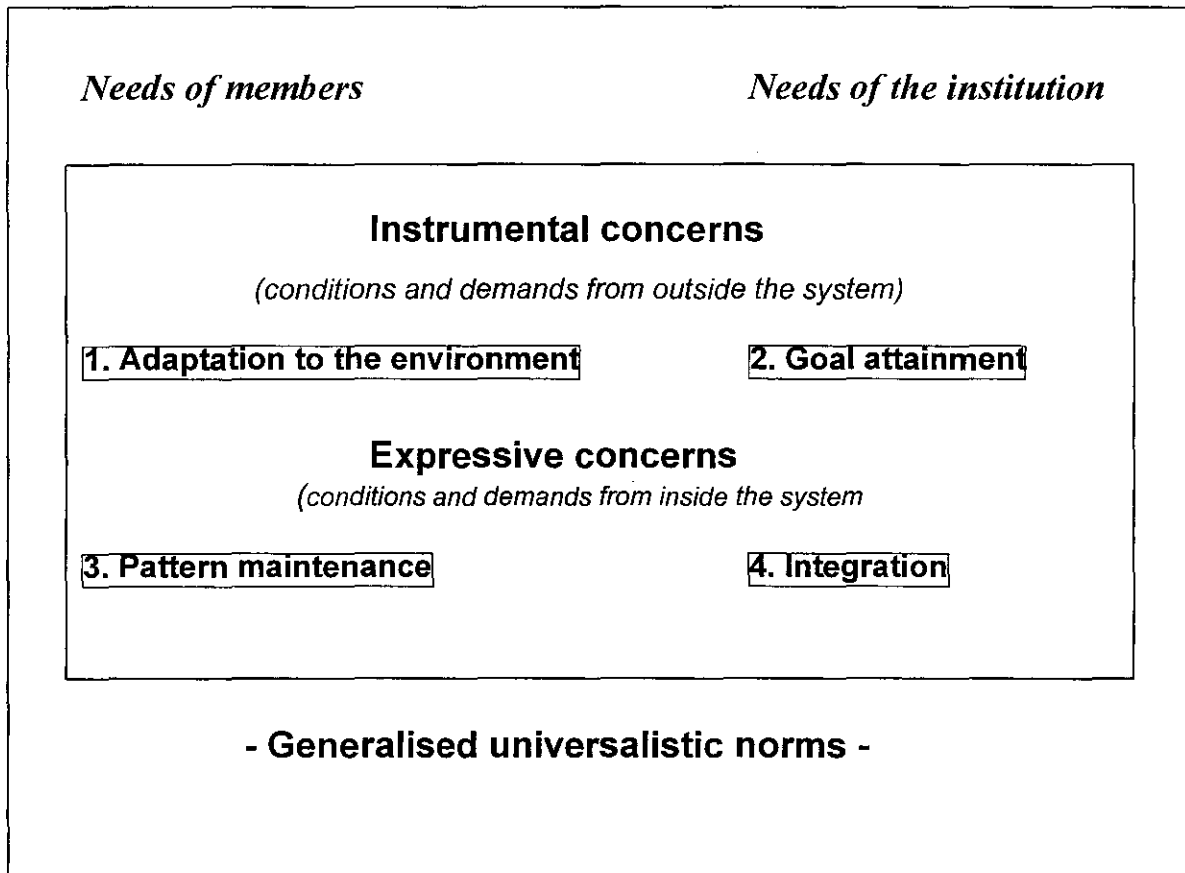 Needs of members Needs of the institution
Instrumental concerns
(conditions and demands from outside the system)
1. Adaptation to the environment 2. Goal attainment
Expressive concerns
(conditions and demands from inside the system
3. Pattern maintenance 4. Integration
- Generalised universalistic norms -